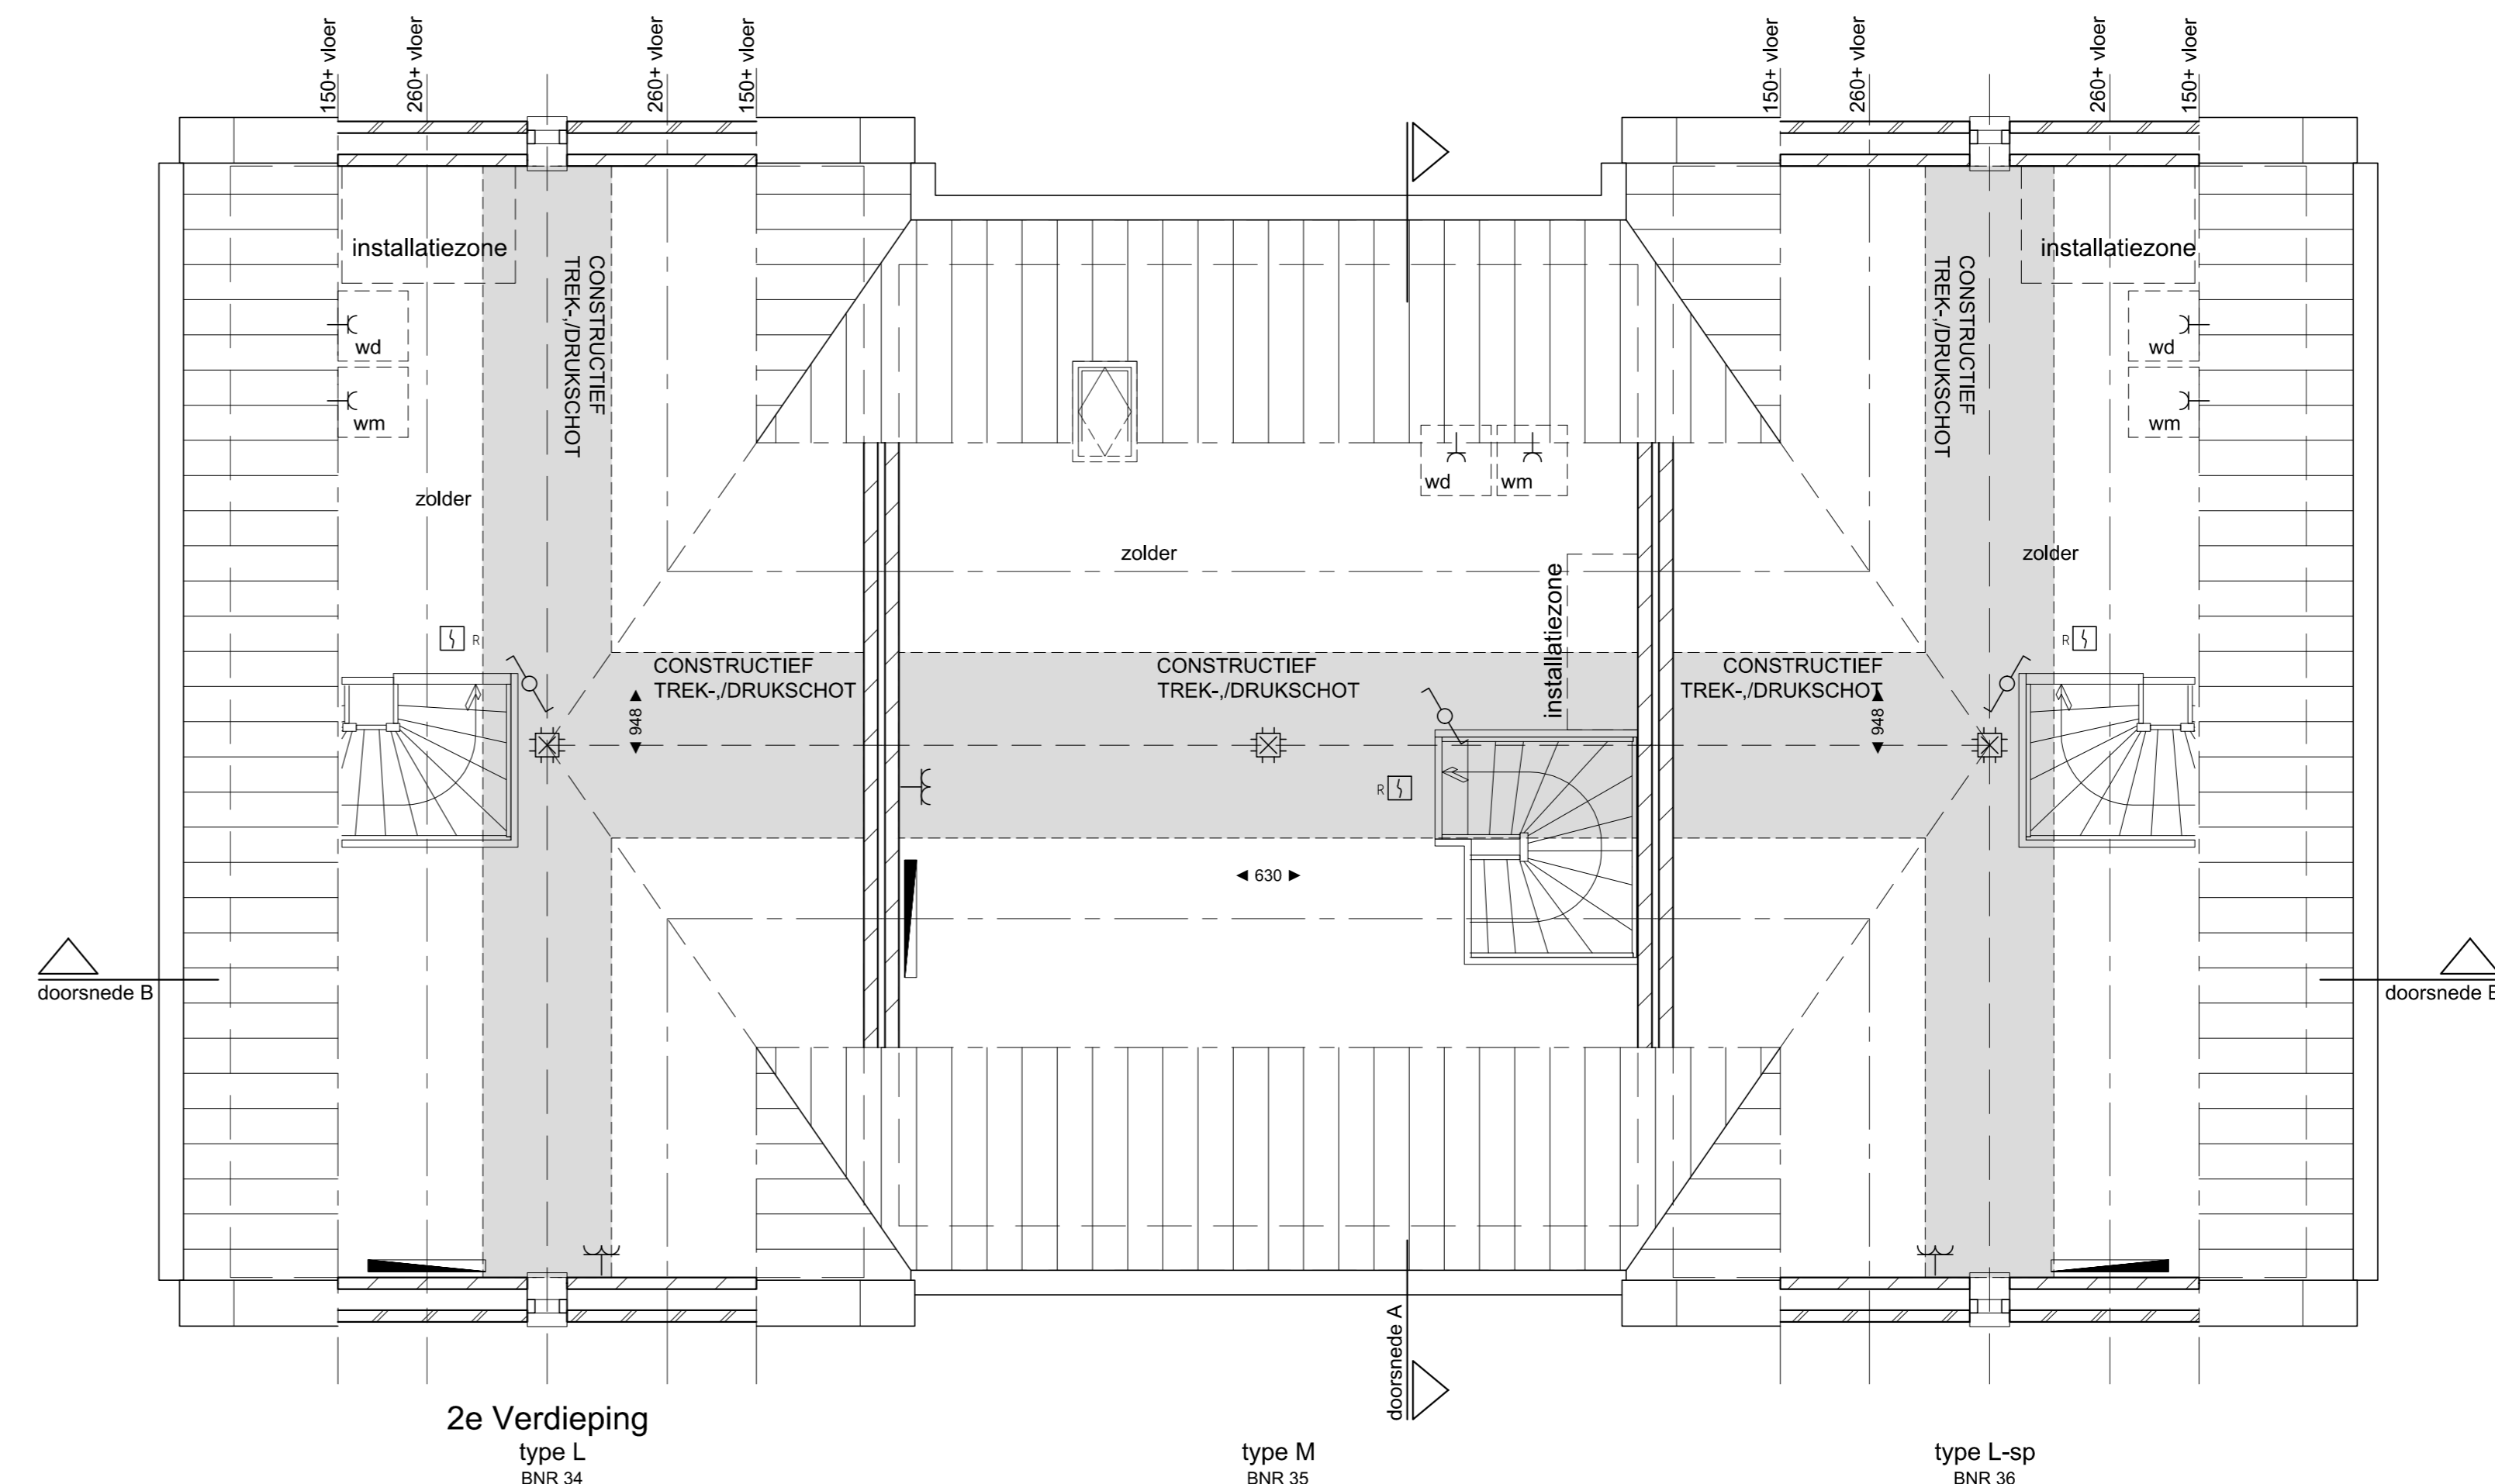 150+ vloer
260+ vloer
260+ vloer
150+ vloer
150+ vloer
260+ vloer
260+ vloer
150+ vloer
installatiezone
CONSTRUCTIEF
TREK-,/DRUKSCHOT
wd
wm
zolder
R
CONSTRUCTIEF
TREK-,/DRUKSCHOT
948
zolder
wd
wm
installatiezone
CONSTRUCTIEF
TREK-,/DRUKSCHOT
R
630
CONSTRUCTIEF
TREK-,/DRUKSCHOT
948
CONSTRUCTIEF
TREK-,/DRUKSCHOT
installatiezone
wd
wm
zolder
R
doorsnede B
doorsnede B
doorsnede A
2e Verdieping
type L
BNR 34
type M
BNR 35
type L-sp
BNR 36